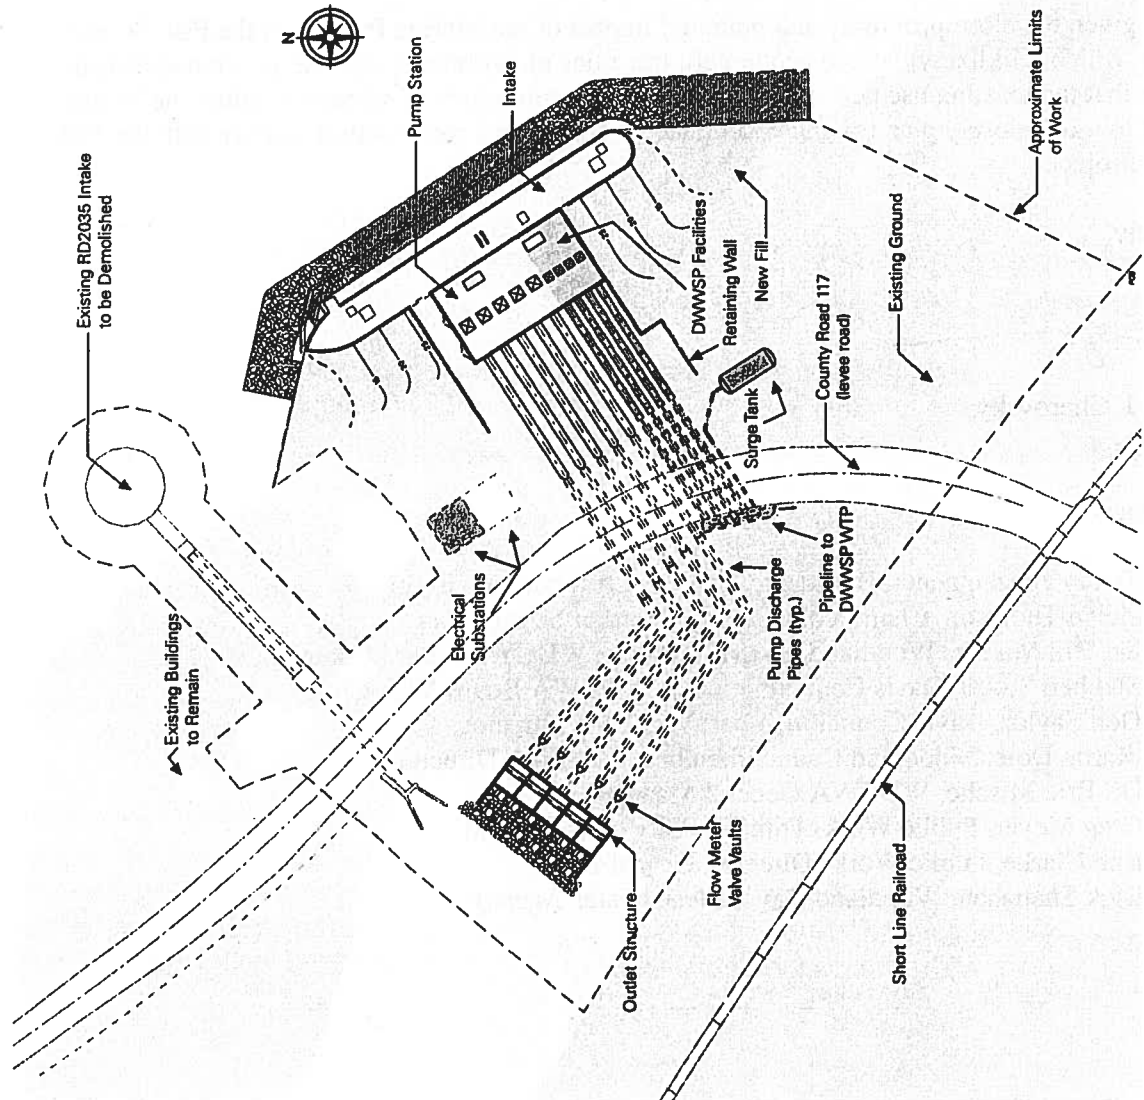 N
Existing RD2035 Intake
to be Demolished
Pump Station
Intake
Approximate Limits
of Work
DWWSP Facilities
Retaining Wall
New Fill
Surge Tank
County Road 117
(levee road)
Existing Ground
Existing Buildings
to Remain
Electrical
Substations
Pump Discharge
Pipes (typ.)
Pipeline to
DWWSP WTP
Flow Meter
Valve Vaults
Outlet Structure
Short Line Railroad